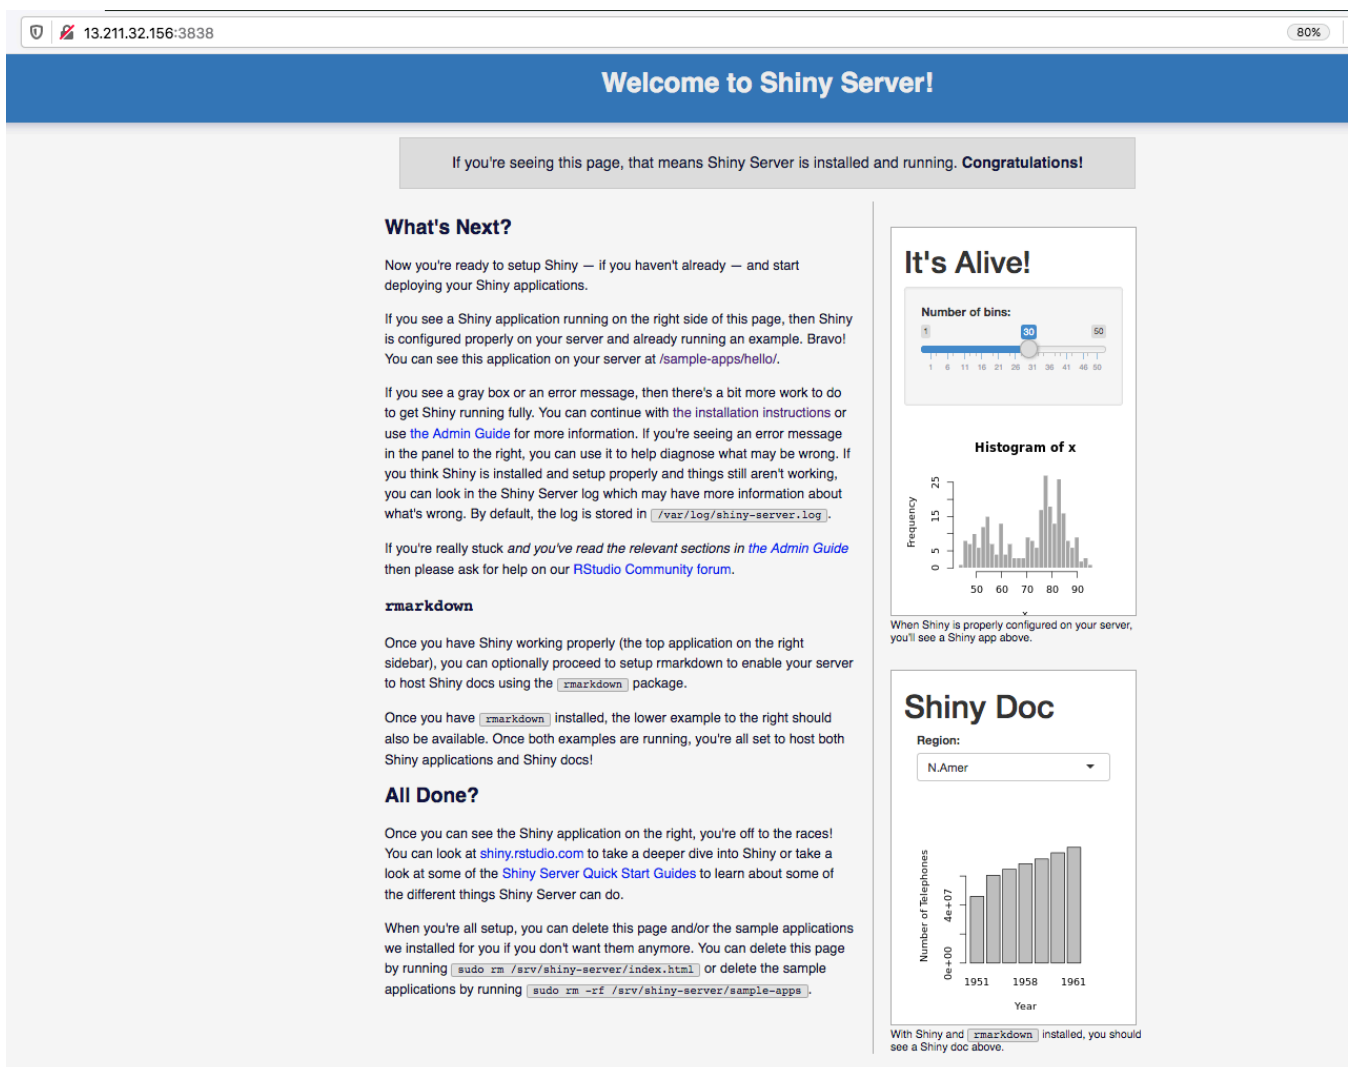 13.211.32.156:3838
80%
Welcome to Shiny Server!
If you're seeing this page, that means Shiny Server is installed and running. Congratulations!
What's Next?
Now you're ready to setup Shiny — if you haven't already — and start
deploying your Shiny applications.
If you see a Shiny application running on the right side of this page, then Shiny
is configured properly on your server and already running an example. Bravo!
You can see this application on your server at /sample-apps/hello/.
If you see a gray box or an error message, then there's a bit more work to do
to get Shiny running fully. You can continue with the installation instructions or
use the Admin Guide for more information. If you're seeing an error message
in the panel to the right, you can use it to help diagnose what may be wrong. If
you think Shiny is installed and setup properly and things still aren't working,
you can look in the Shiny Server log which may have more information about
what's wrong. By default, the log is stored in /var/log/shiny-server.log.
If you're really stuck and you've read the relevant sections in the Admin Guide
then please ask for help on our RStudio Community forum.
rmarkdown
Once you have Shiny working properly (the top application on the right
sidebar), you can optionally proceed to setup rmarkdown to enable your server
to host Shiny docs using the rmarkdown package.
Once you have rmarkdown installed, the lower example to the right should
also be available. Once both examples are running, you're all set to host both
Shiny applications and Shiny docs!
All Done?
Once you can see the Shiny application on the right, you're off to the races!
You can look at shiny.rstudio.com to take a deeper dive into Shiny or take a
look at some of the Shiny Server Quick Start Guides to learn about some of
the different things Shiny Server can do.
When you're all setup, you can delete this page and/or the sample applications
we installed for you if you don't want them anymore. You can delete this page
by running sudo rm /srv/shiny-server/index.html or delete the sample
applications by running sudo rm -rf /srv/shiny-server/sample-apps.
It's Alive!
Number of bins:
1 30 50
1 6 11 16 21 26 31 36 41 46 50
Histogram of x
Frequency
25
15
5
0
50 60 70 80 90
x
When Shiny is properly configured on your server,
you'll see a Shiny app above.
Shiny Doc
Region:
N.Amer
Number of Telephones
4e+07
0e+00
1951 1958 1961
Year
With Shiny and rmarkdown installed, you should
see a Shiny doc above.